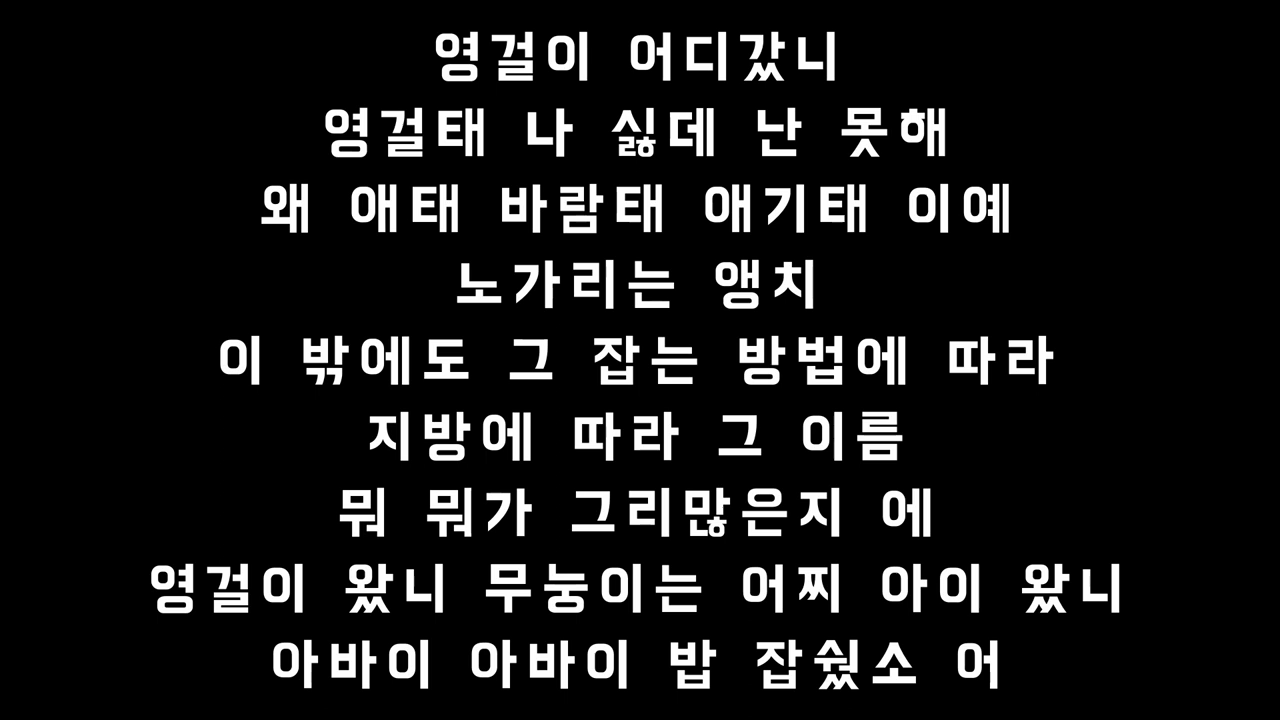 영걸이 어디갔니
영걸태 나 싫데 난 못해
왜 애태 바람태 애기태 이예
노가리는 앵치
이 밖에도 그 잡는 방법에 따라
지방에 따라 그 이름
뭐 뭐가 그리많은지 에
영걸이 왔니 무눙이는 어찌 아이 왔니
아바이 아바이 밥 잡쉈소 어